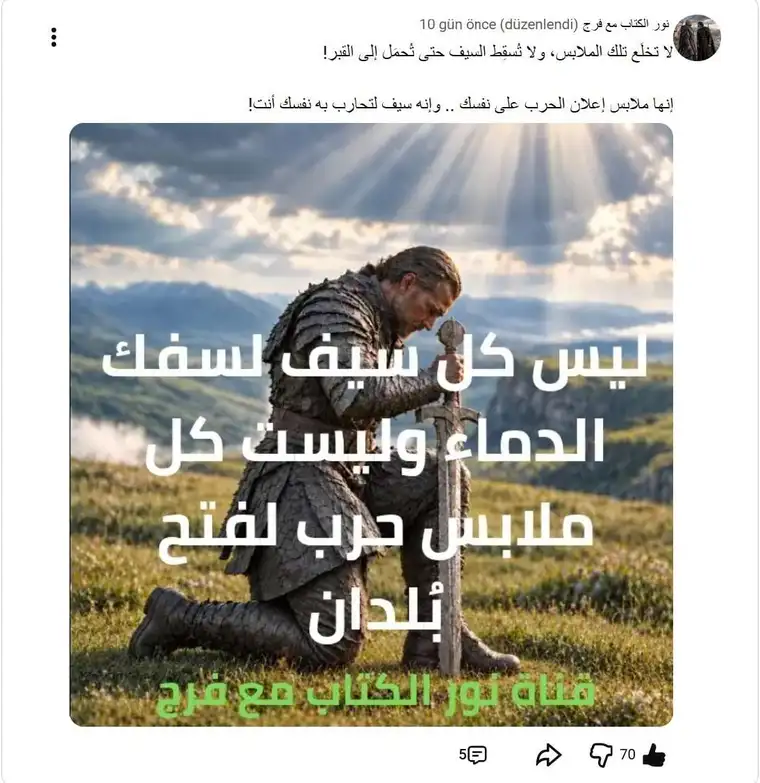 نور الكتاب مع فرج 10 gün önce (düzenlendi)
لا تخلَع تلك الملابس، ولا تُسقِط السيف حتى تُحمَل إلى القبر!
إنها ملابس إعلان الحرب على نفسك .. وإنه سيف لتحارب به نفسك أنت!
ليس كل سيف لسفك
الدماء وليست كل
ملابس حرب لفتح
بُلدان
قناة نور الكتاب مع فرج
70
5